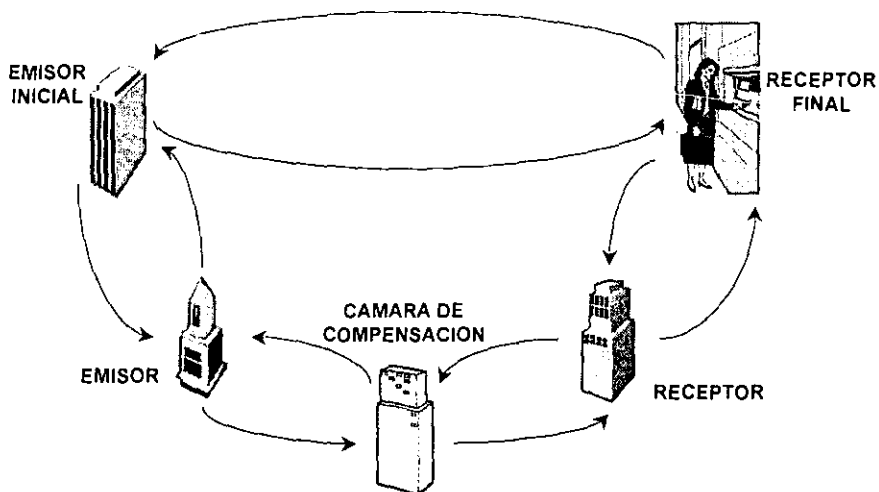 EMISOR
INICIAL
RECEPTOR
FINAL
CAMARA DE
COMPENSACION
EMISOR
RECEPTOR